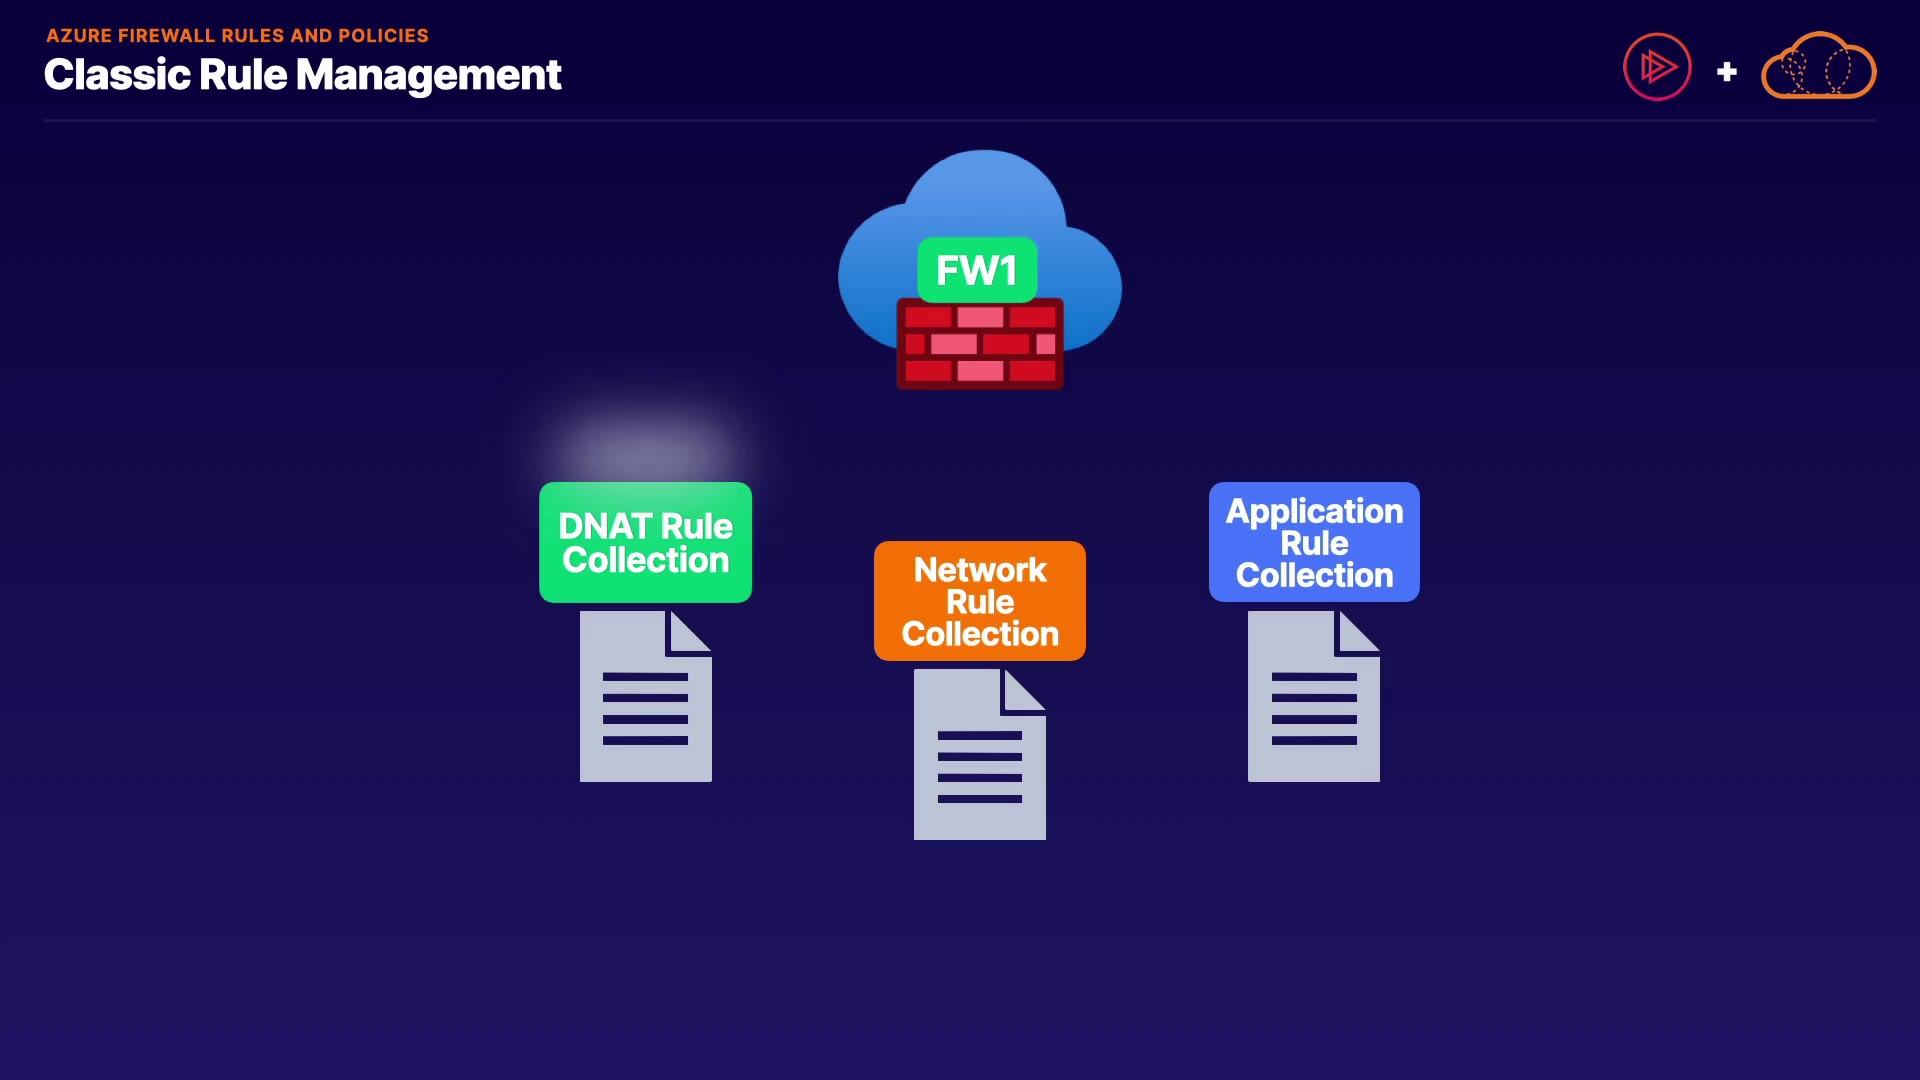 AZURE FIREWALL RULES AND POLICIES
Classic Rule Management
FW1
DNAT Rule
Collection
Network
Rule
Collection
Application
Rule
Collection